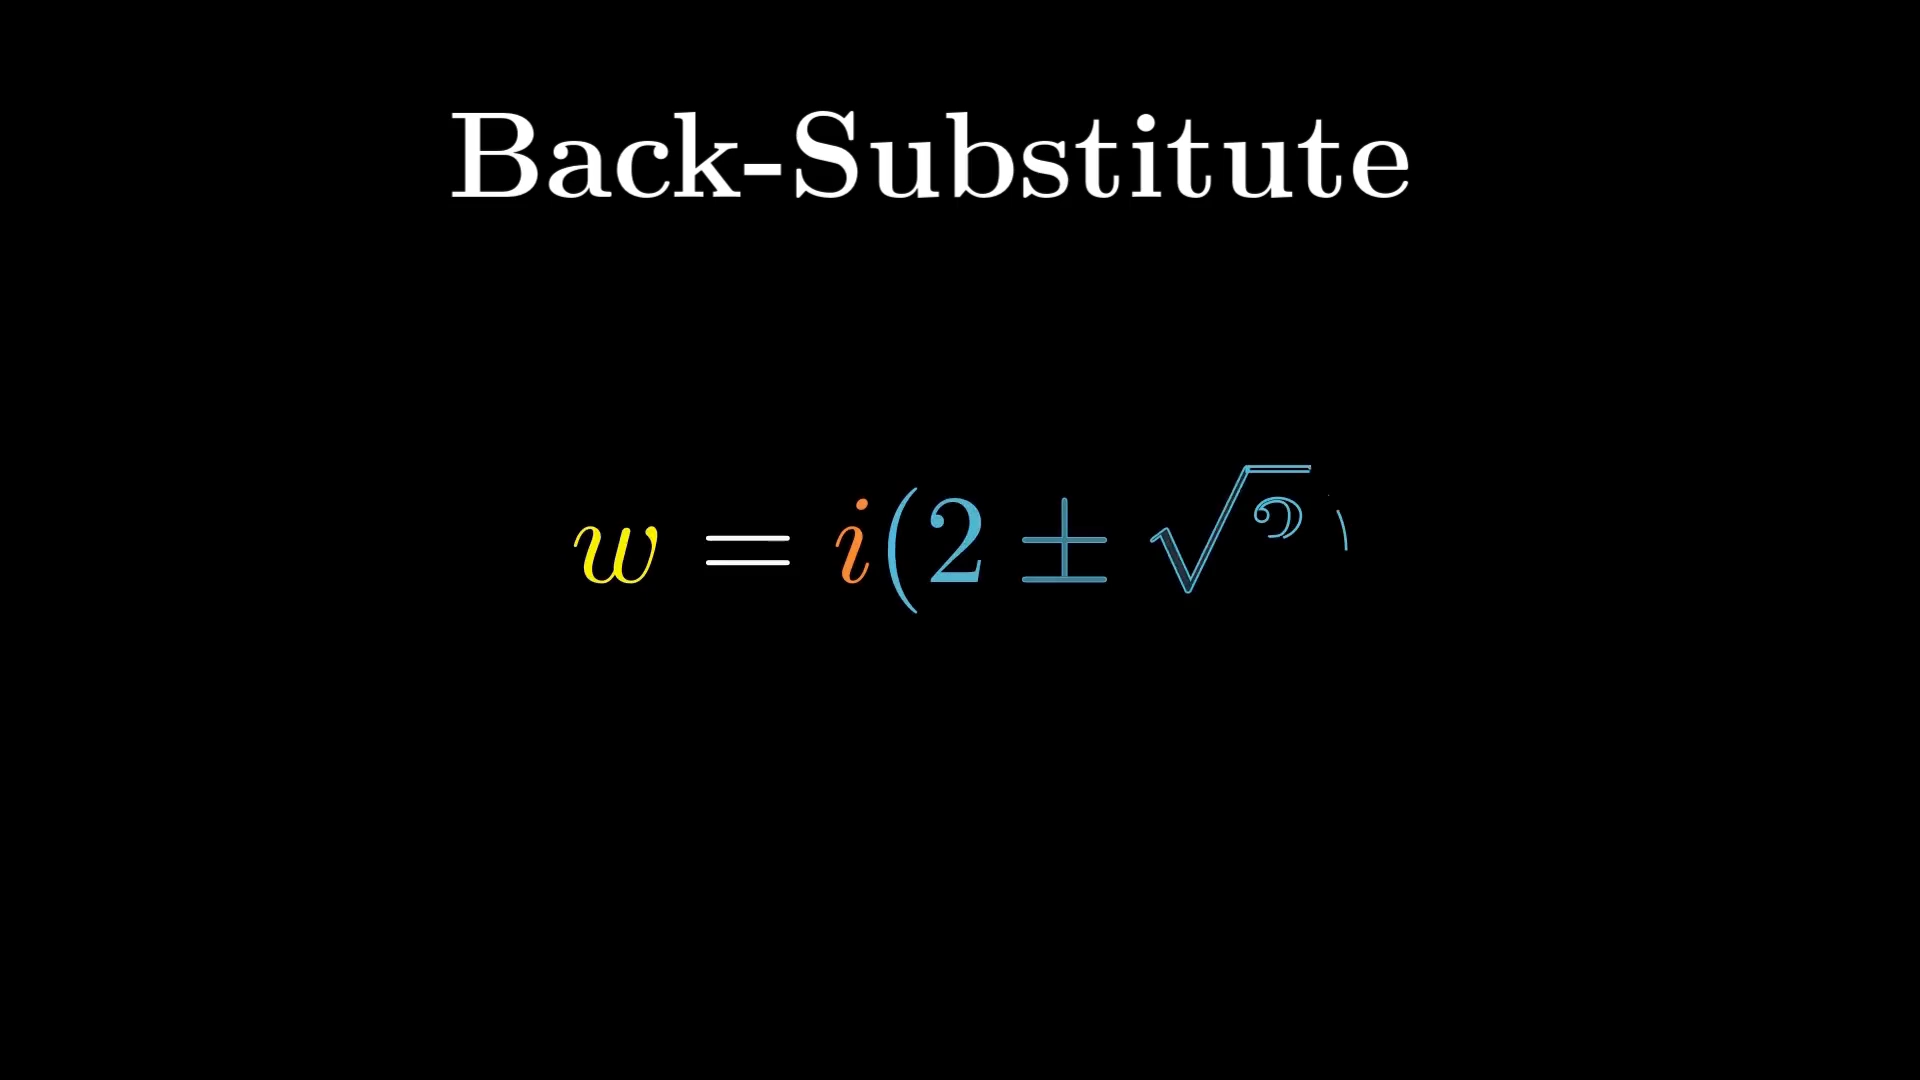 Back-Substitute
w = i(2 ± √